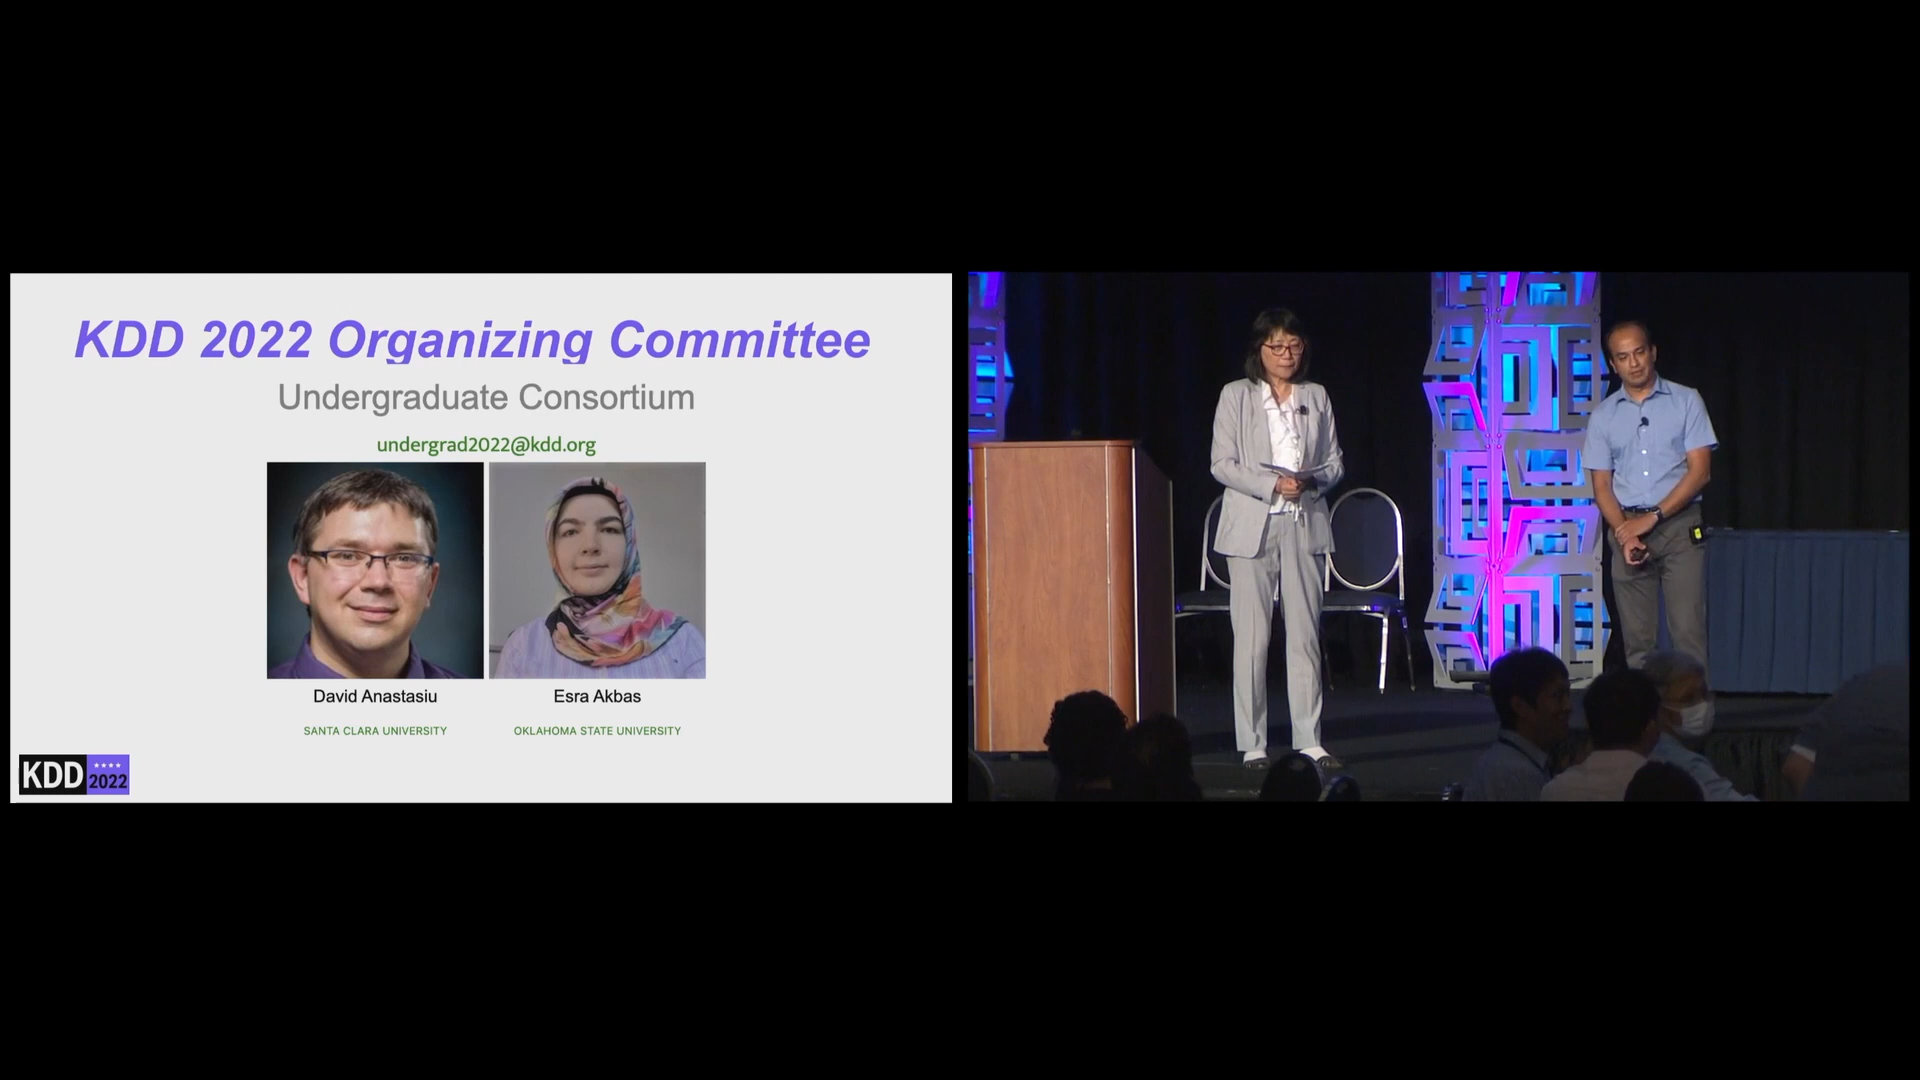 KDD 2022 Organizing Committee
Undergraduate Consortium
undergrad2022@kdd.org
David Anastasiu
Esra Akbas
SANTA CLARA UNIVERSITY
OKLAHOMA STATE UNIVERSITY
KDD 2022